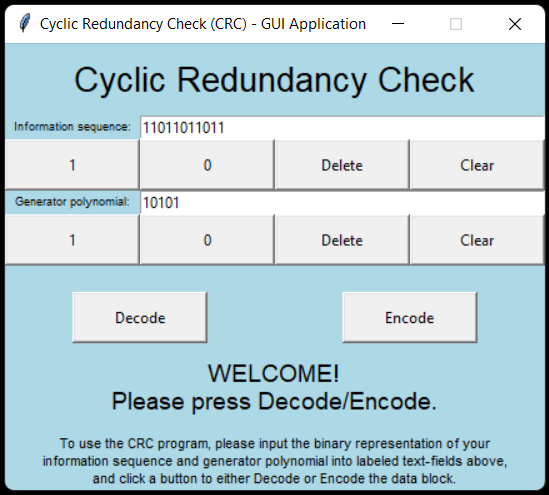 Cyclic Redundancy Check (CRC) - GUI Application
Cyclic Redundancy Check
Information sequence: 11011011011
1 0 Delete Clear
Generator polynomial: 10101
1 0 Delete Clear
Decode Encode
WELCOME!
Please press Decode/Encode.
To use the CRC program, please input the binary representation of your
information sequence and generator polynomial into labeled text-fields above,
and click a button to either Decode or Encode the data block.